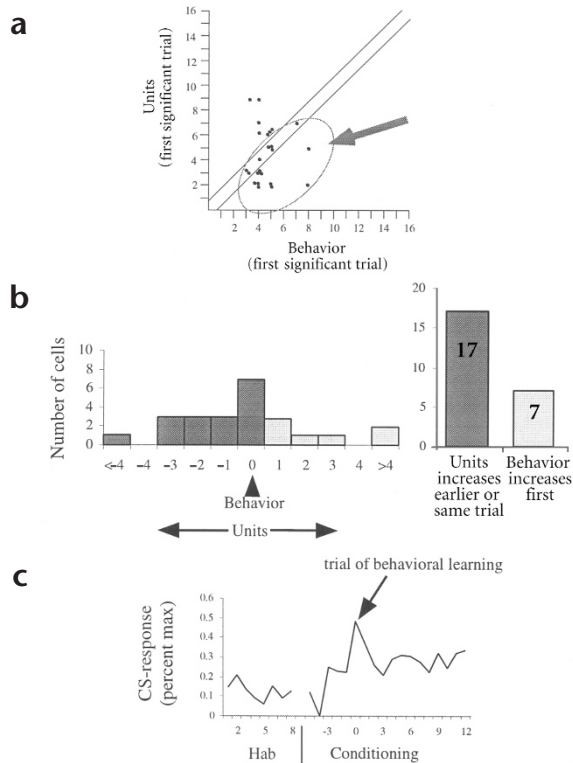 a
Units
(first significant trial)
16
14
12
10
8
6
4
2
2 4 6 8 10 12 14 16
Behavior
(first significant trial)
b
Number of cells
10
8
6
4
2
0
<-4 -4 -3 -2 -1 0 1 2 3 4 >4
Behavior
Units
20
15
10
5
0
17
7
Units
increases
earlier or
same trial
Behavior
increases
first
c
trial of behavioral learning
CS-response
(percent max)
0.6
0.5
0.4
0.3
0.2
0.1
0
2 5 8 -3 0 3 6 9 12
Hab Conditioning